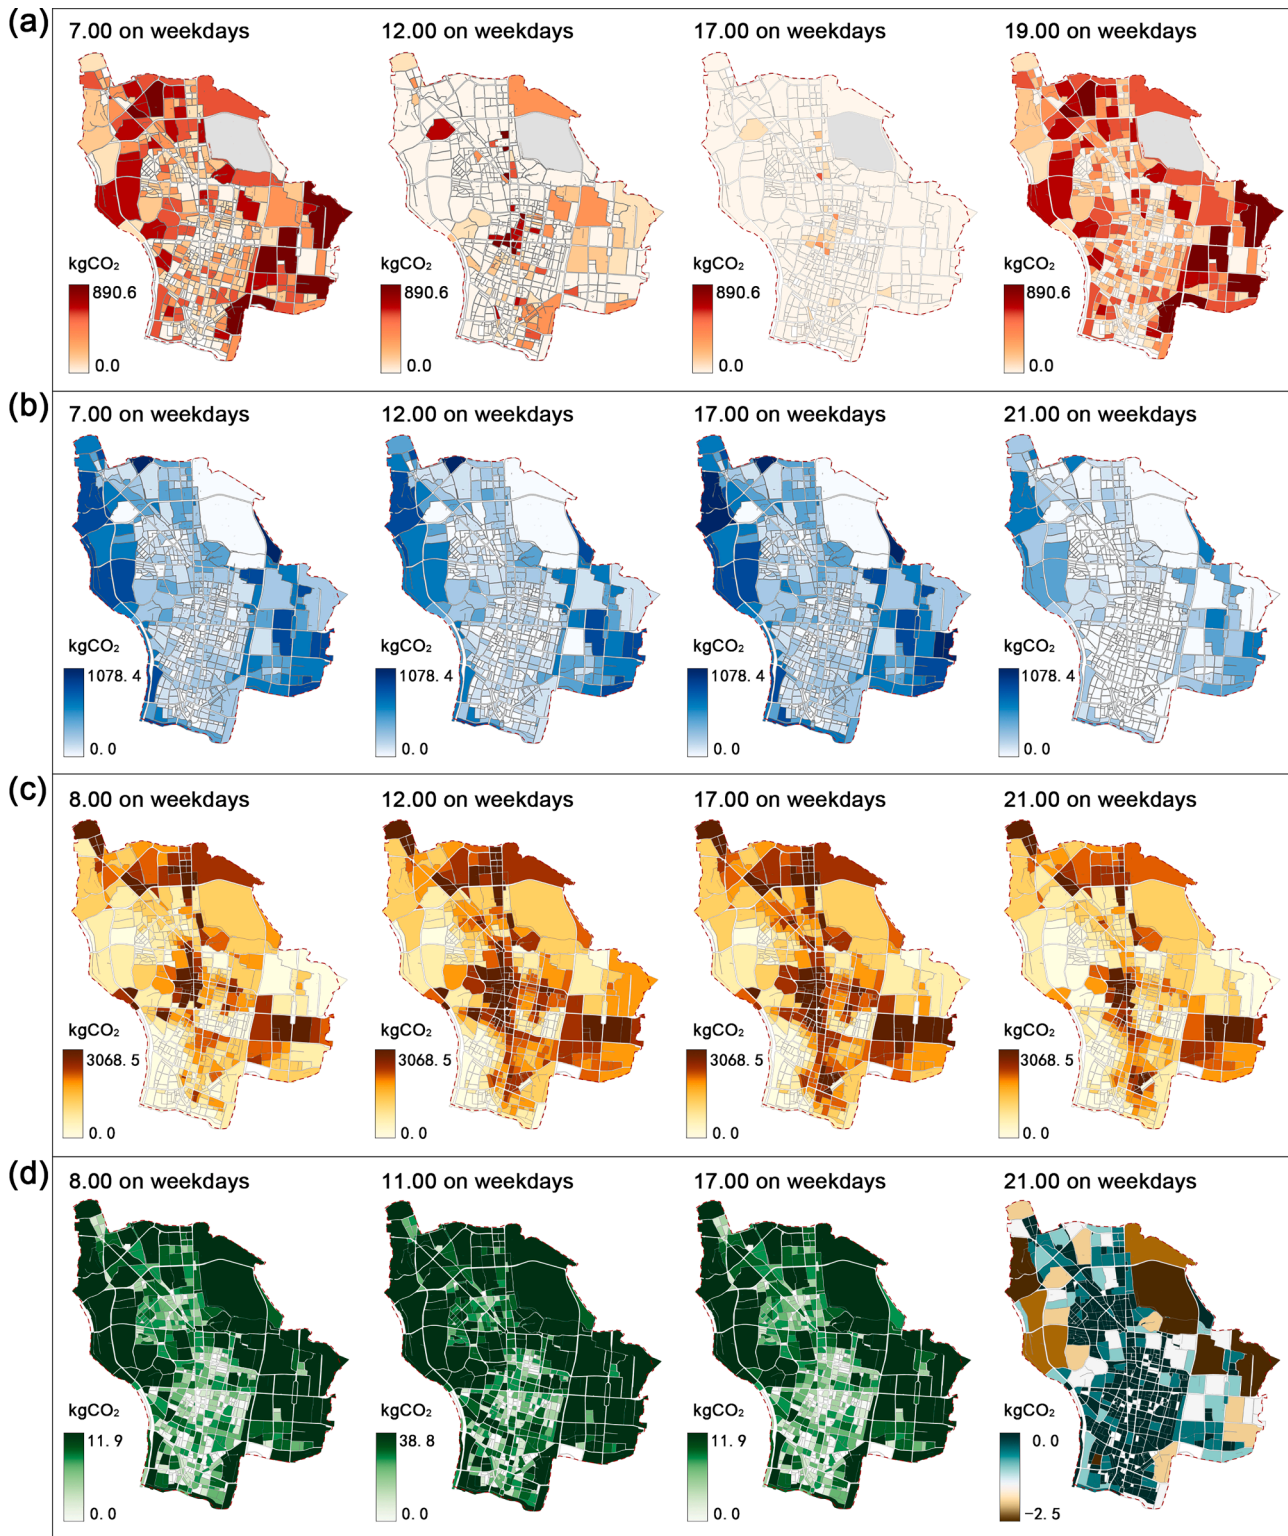 (a)
7.00 on weekdays
12.00 on weekdays
17.00 on weekdays
19.00 on weekdays
kgCO₂
890.6
0.0
kgCO₂
890.6
0.0
kgCO₂
890.6
0.0
kgCO₂
890.6
0.0
(b)
7.00 on weekdays
12.00 on weekdays
17.00 on weekdays
21.00 on weekdays
kgCO₂
1078.4
0.0
kgCO₂
1078.4
0.0
kgCO₂
1078.4
0.0
kgCO₂
1078.4
0.0
(c)
8.00 on weekdays
12.00 on weekdays
17.00 on weekdays
21.00 on weekdays
kgCO₂
3068.5
0.0
kgCO₂
3068.5
0.0
kgCO₂
3068.5
0.0
kgCO₂
3068.5
0.0
(d)
8.00 on weekdays
11.00 on weekdays
17.00 on weekdays
21.00 on weekdays
kgCO₂
11.9
0.0
kgCO₂
38.8
0.0
kgCO₂
11.9
0.0
kgCO₂
0.0
−2.5